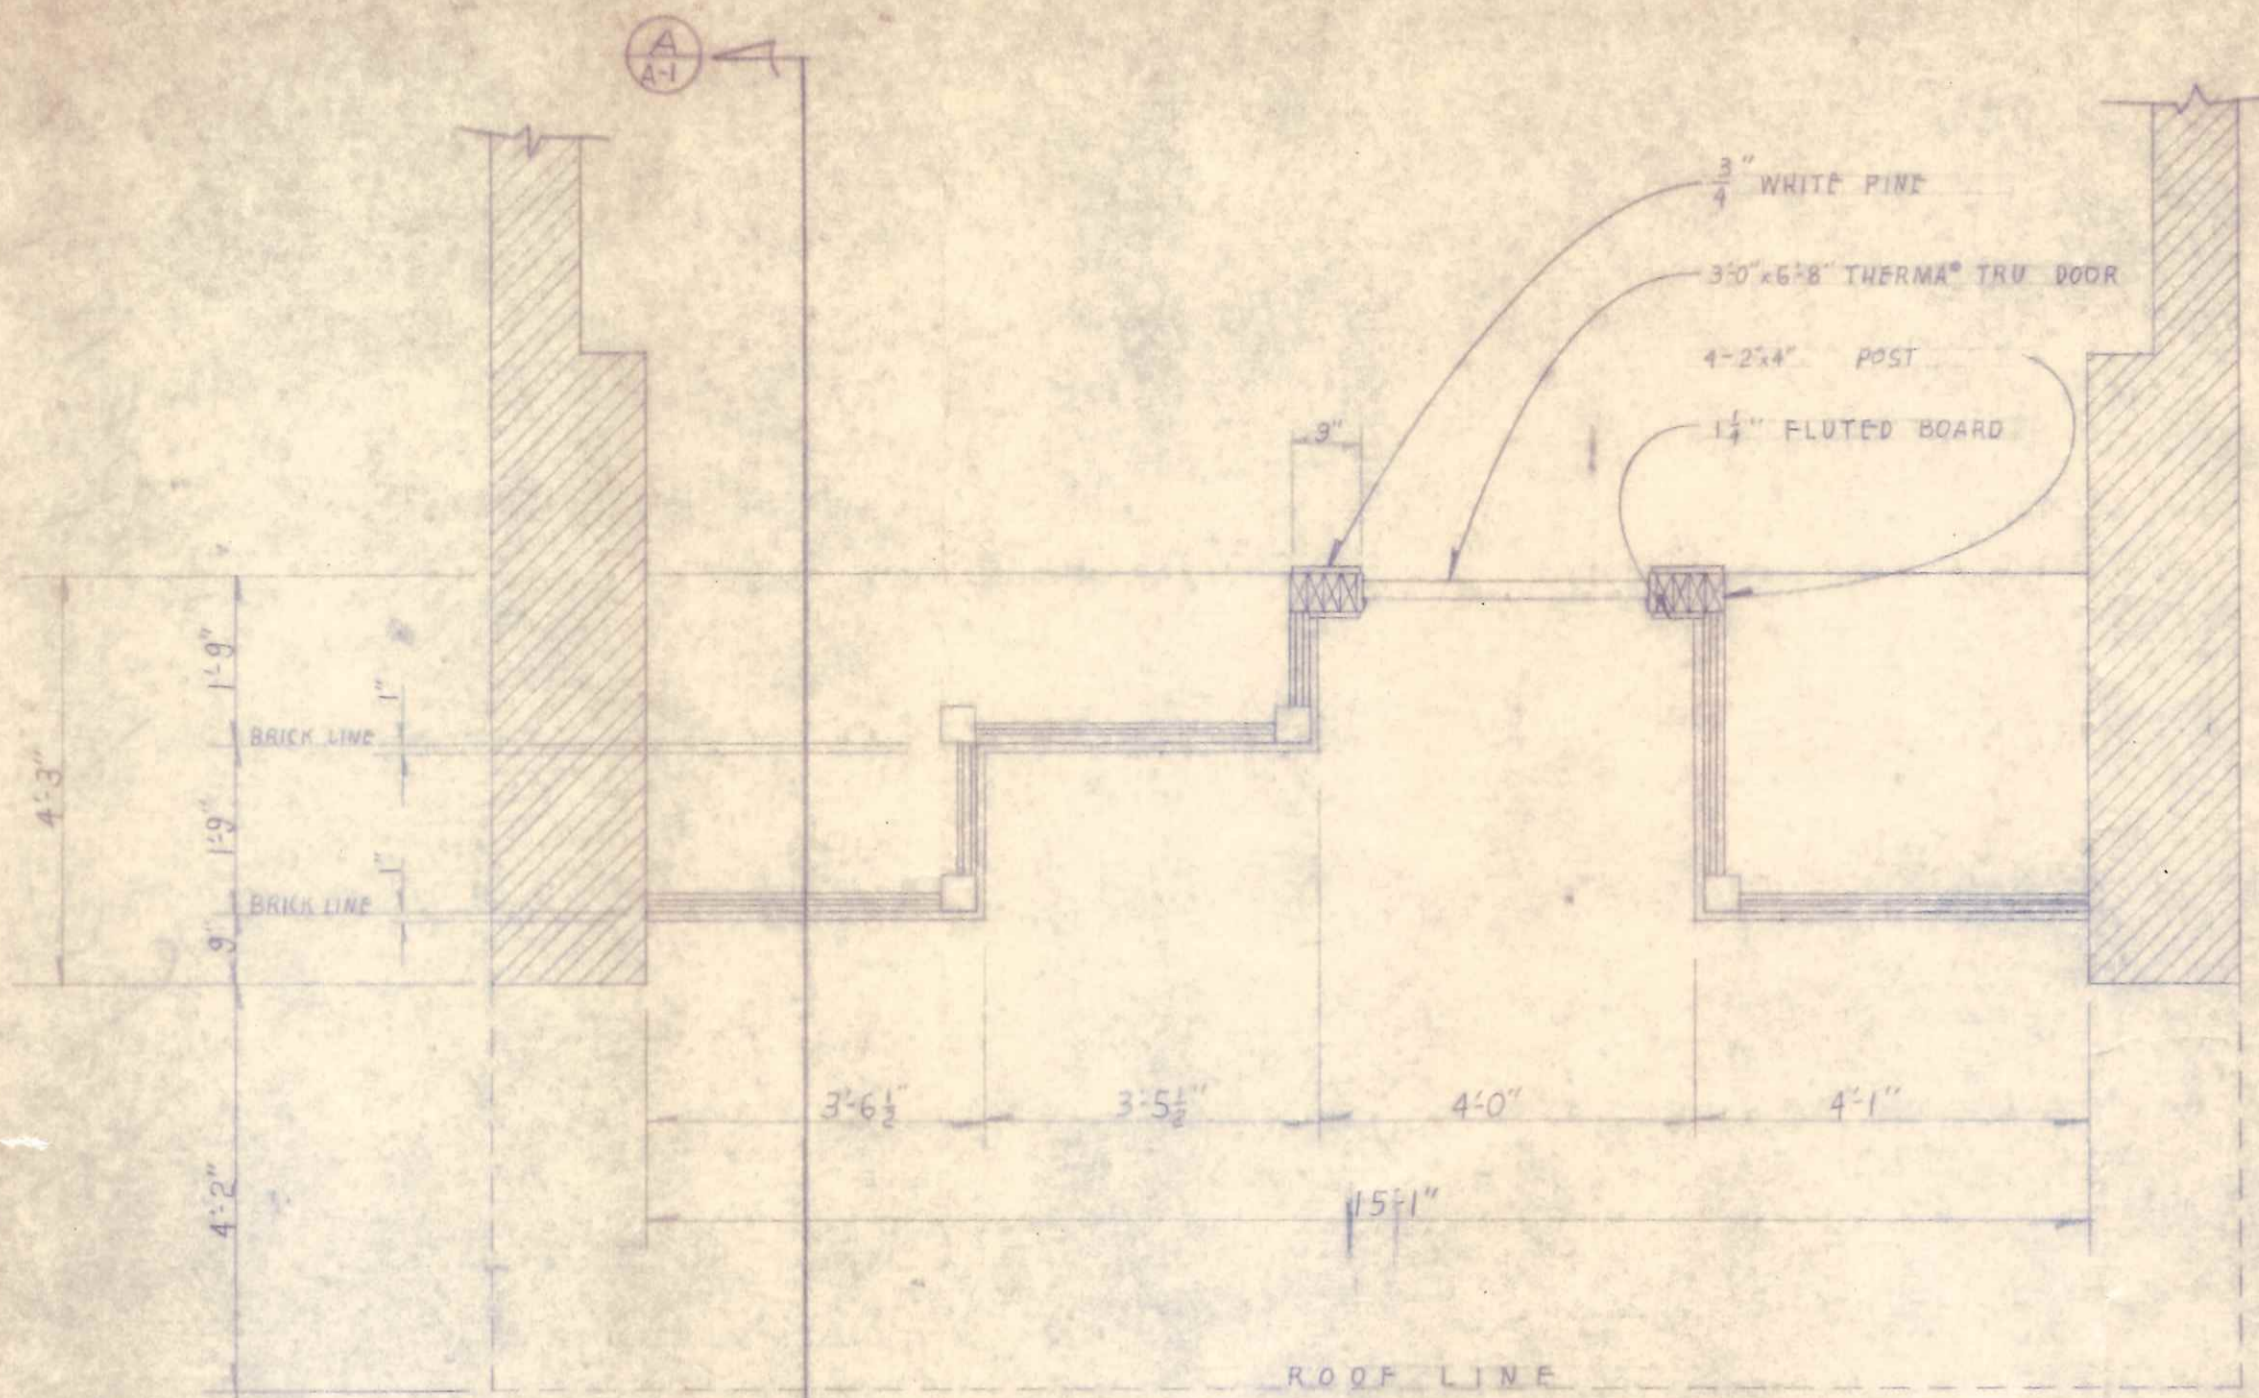 A
A-1
3/4" WHITE PINE
3'-0"x6'-8" THERMA® TRU DOOR
4-2"x4" POST
1 1/4" FLUTED BOARD
9"
1'-9"
1"
BRICK LINE
4'-3"
1'-9"
1"
BRICK LINE
9"
3'-6 1/2"
3'-5 1/2"
4'-0"
4'-1"
4'-2"
15'-1"
ROOF LINE